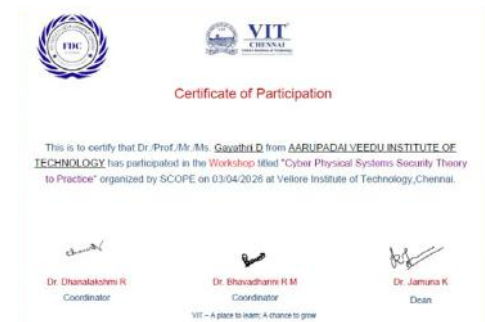 FDC
VIT
CHENNAI
Certificate of Participation
This is to certify that Dr./Prof./Mr./Ms. Gayathri D from AARUPADAI VEEDU INSTITUTE OF
TECHNOLOGY has participated in the Workshop titled "Cyber Physical Systems Security Theory
to Practice" organized by SCOPE on 03/04/2026 at Vellore Institute of Technology,Chennai.
Dr. Dhanalakshmi R
Dr. Bhavadharini R M
Dr. Jamuna K
Coordinator
Coordinator
Dean
VIT – A place to learn; A chance to grow